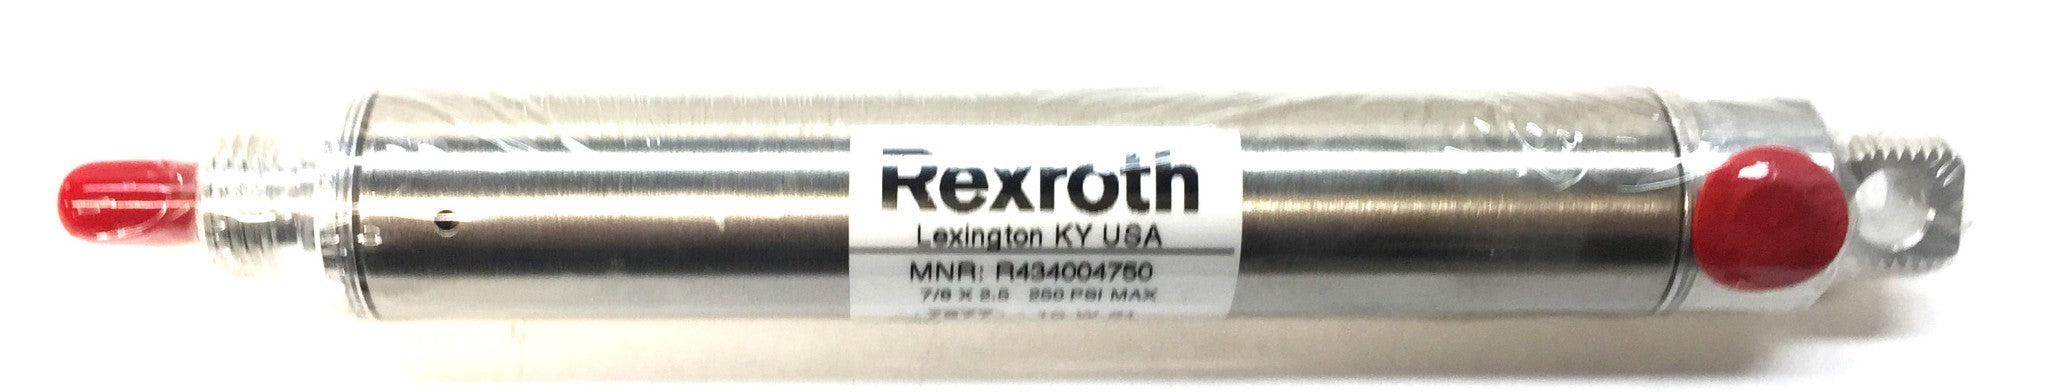 Rexroth
Lexington KY USA
MNR: R434004750
7/8 X 2.5 250 PSI MAX